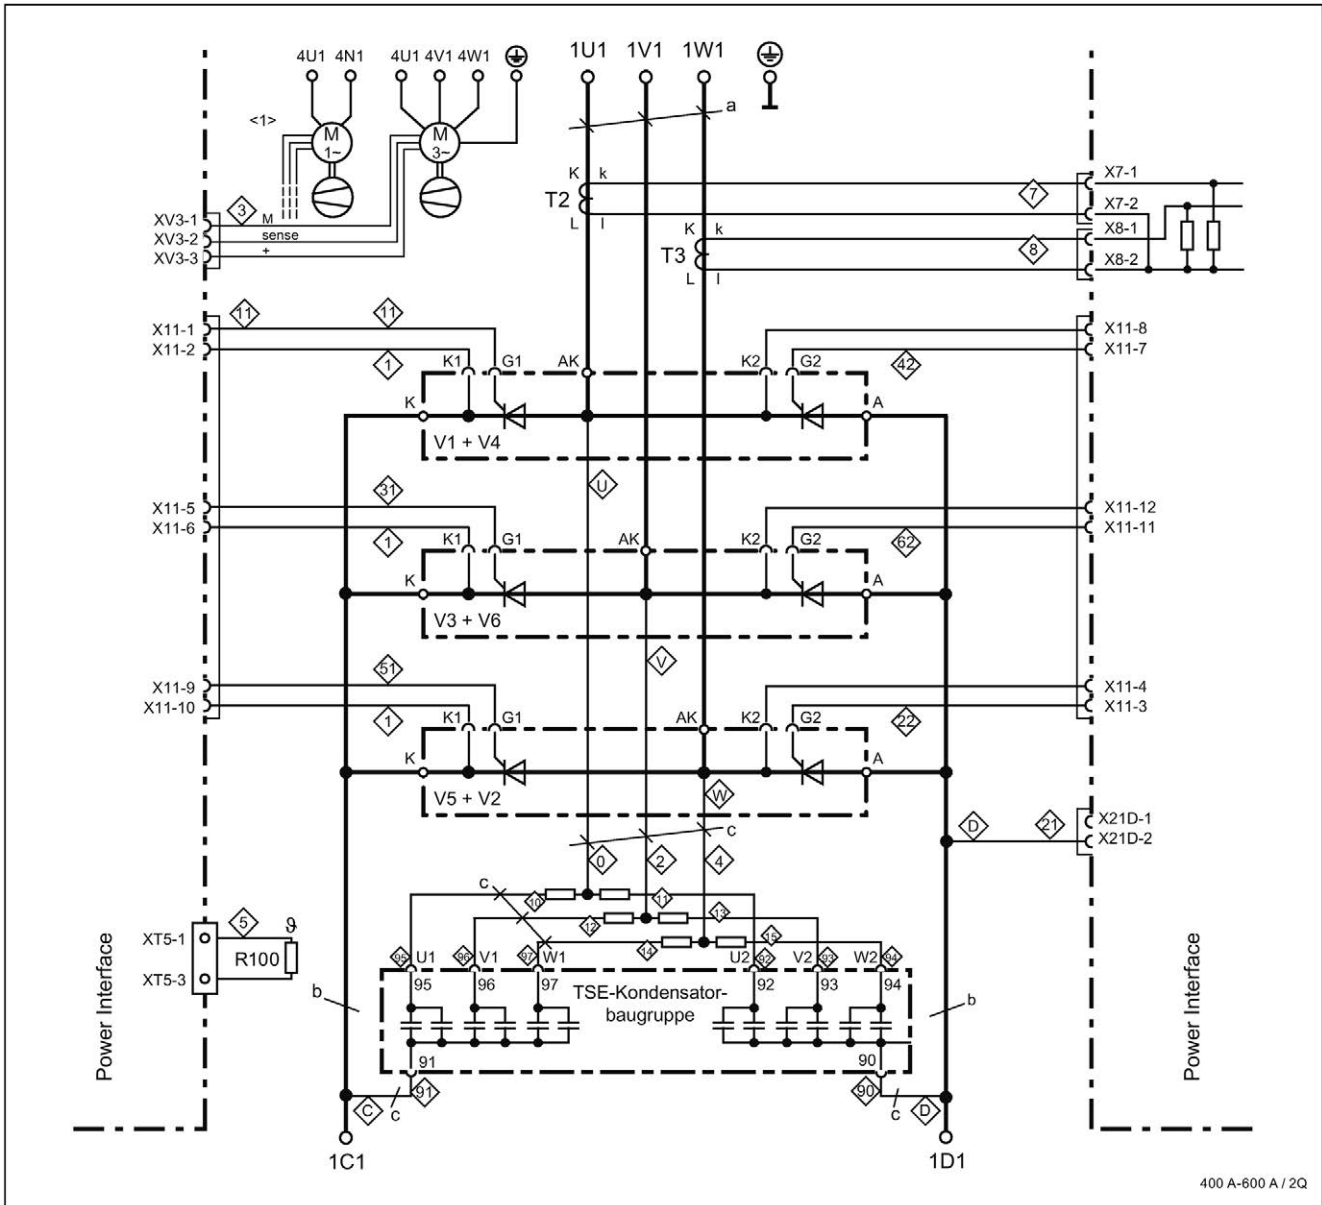 4U1 4N1 4U1 4V1 4W1 1U1 1V1 1W1
a
<1>
M
1~
M
3~
K k
T2
L l
K k
T3
L l
7
8
X7-1
X7-2
X8-1
X8-2
XV3-1
XV3-2
XV3-3
3
M
sense
+
X11-1
X11-2
11
11
1
K1 G1 AK K2 G2
42
X11-8
X11-7
K
A
V1 + V4
U
X11-5
X11-6
31
1
K1 G1 AK K2 G2
62
X11-12
X11-11
K
A
V3 + V6
V
X11-9
X11-10
51
1
K1 G1 AK K2 G2
22
X11-4
X11-3
K
A
V5 + V2
W
c
0 2 4
D 21
X21D-1
X21D-2
c
10 11
12 13
14 15
XT5-1
XT5-3
5
ϑ
R100
95 U1 96 V1 97 W1 U2 92 V2 93 W2 94
95 96 97 92 93 94
TSE-Kondensator-
baugruppe
b
b
91 90
91 90
C c c D
1C1 1D1
Power Interface
Power Interface
400 A-600 A / 2Q